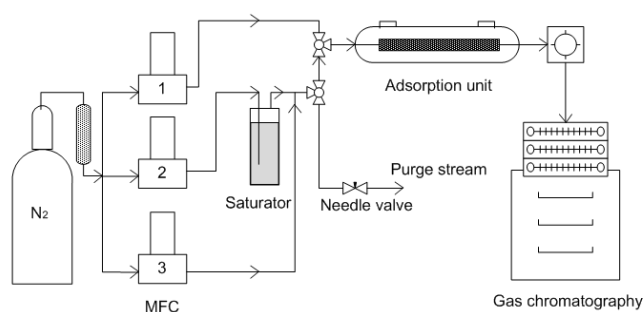 1
Adsorption unit
2
Purge stream
N2
Saturator
Needle valve
3
MFC
Gas chromatography